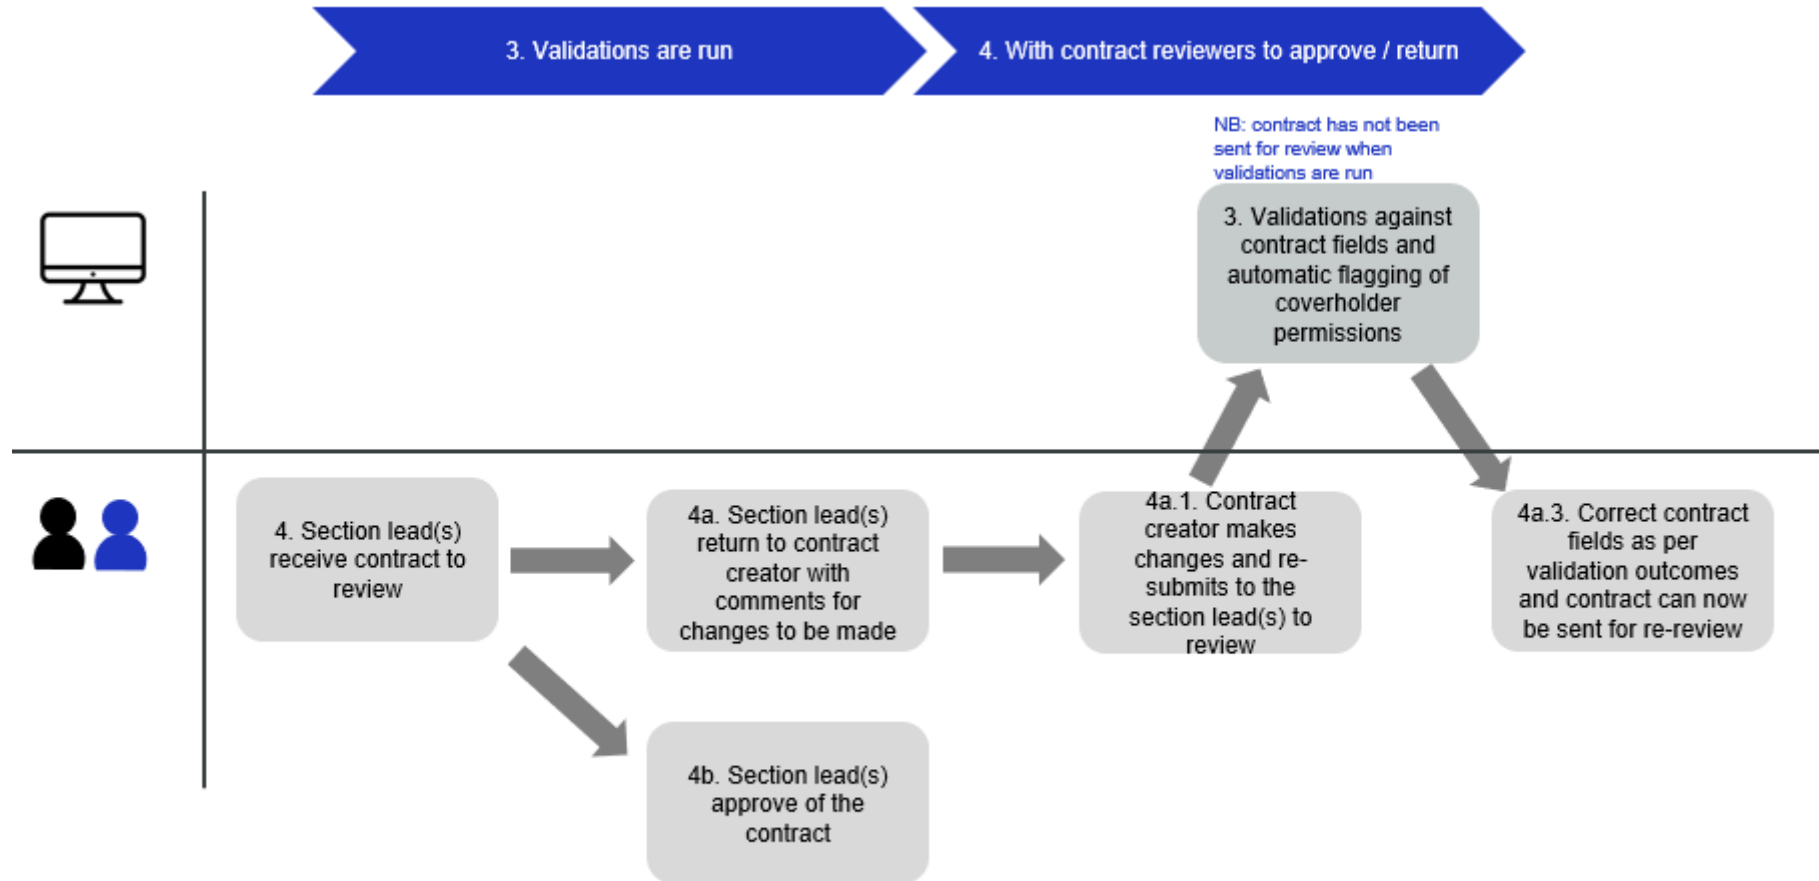 3. Validations are run
4. With contract reviewers to approve / return
NB: contract has not been
sent for review when
validations are run
3. Validations against
contract fields and
automatic flagging of
coverholder
permissions
4. Section lead(s)
receive contract to
review
4a. Section lead(s)
return to contract
creator with
comments for
changes to be made
4a.1. Contract
creator makes
changes and re-
submits to the
section lead(s) to
review
4a.3. Correct contract
fields as per
validation outcomes
and contract can now
be sent for re-review
4b. Section lead(s)
approve of the
contract